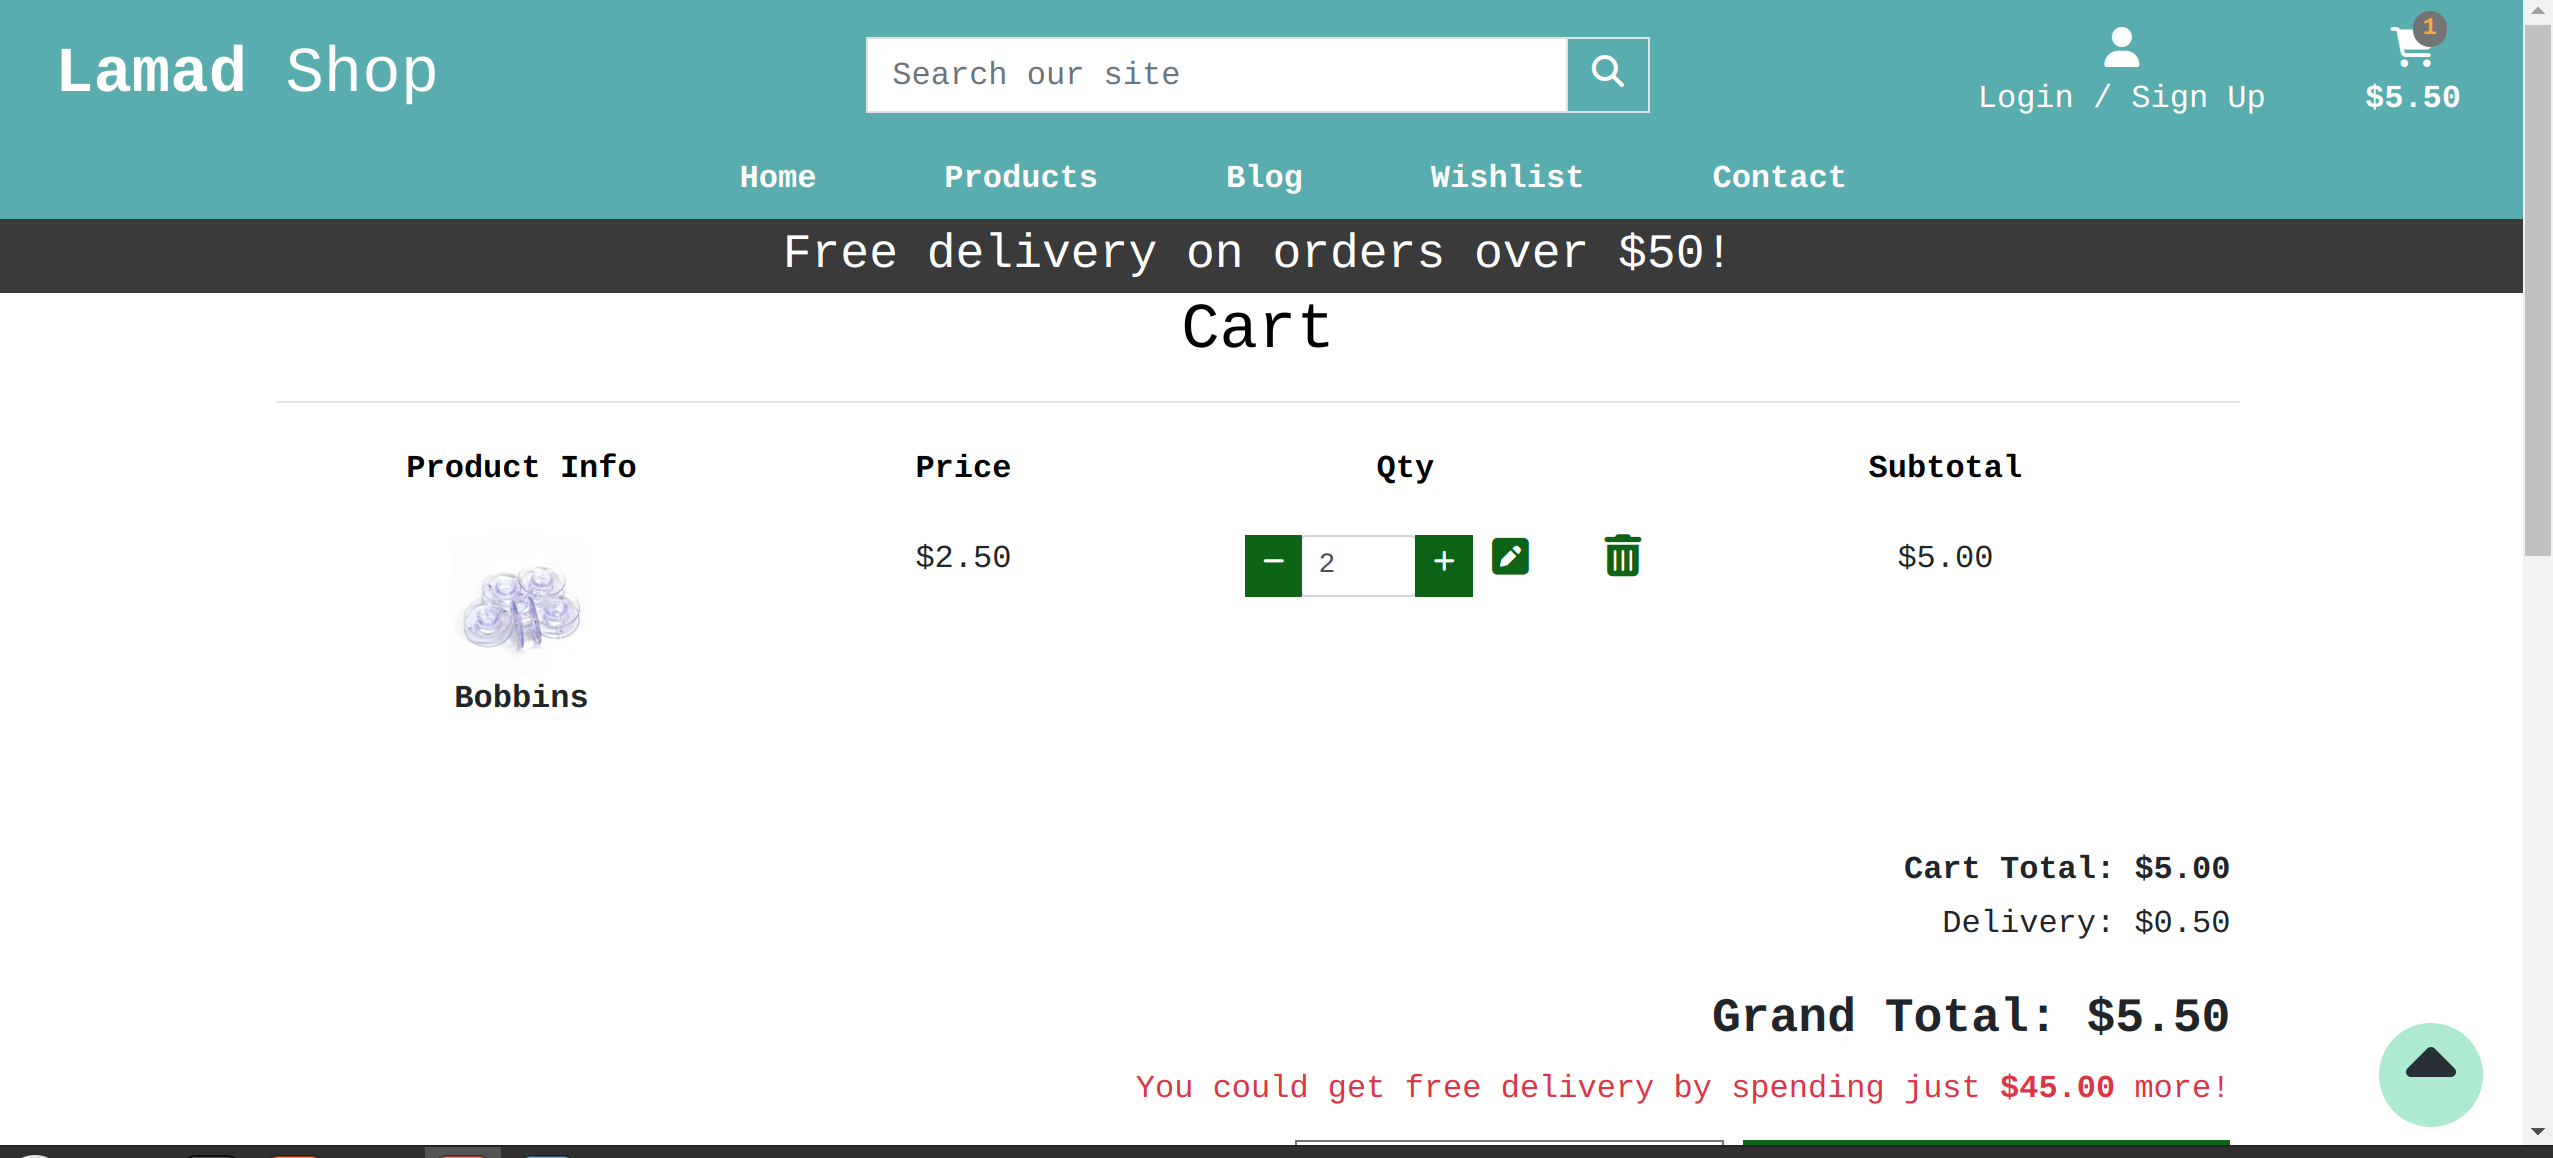 Lamad Shop
Search our site
1
Login / Sign Up
$5.50
Home Products Blog Wishlist Contact
Free delivery on orders over $50!
Cart
Product Info Price Qty Subtotal
$2.50 2 $5.00
Bobbins
Cart Total: $5.00
Delivery: $0.50
Grand Total: $5.50
You could get free delivery by spending just $45.00 more!